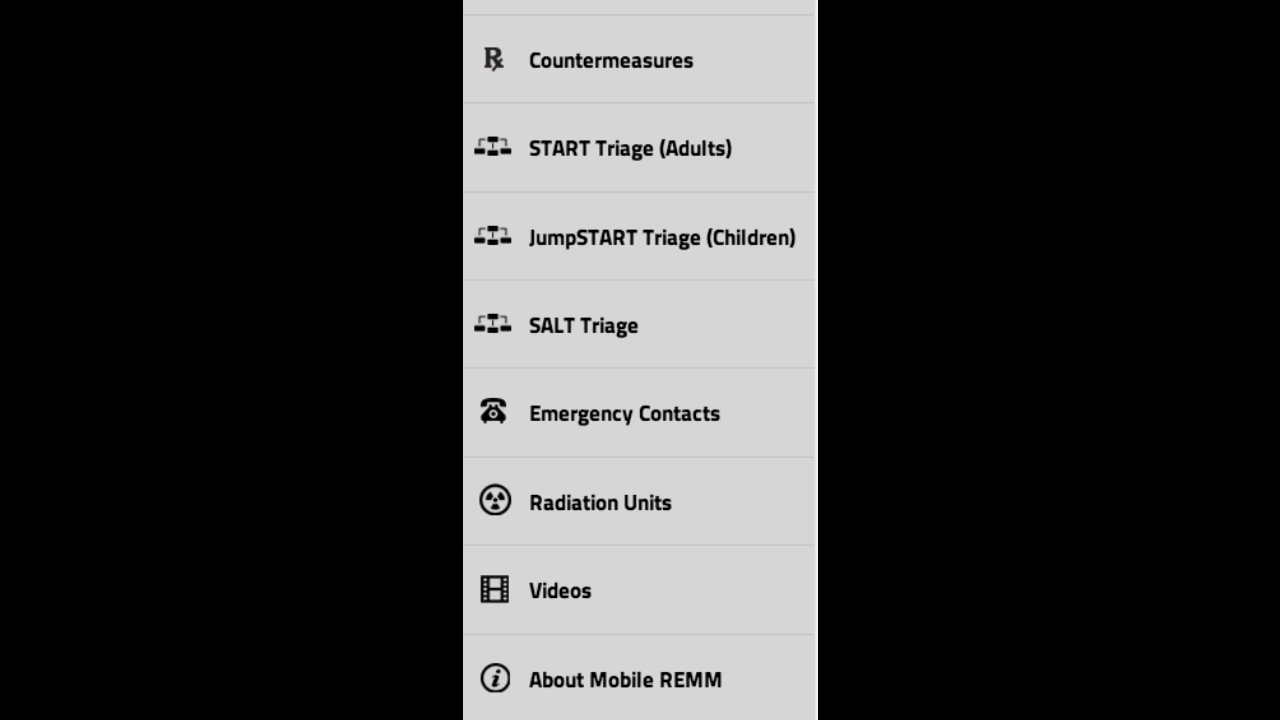 Countermeasures
START Triage (Adults)
JumpSTART Triage (Children)
SALT Triage
Emergency Contacts
Radiation Units
Videos
About Mobile REMM